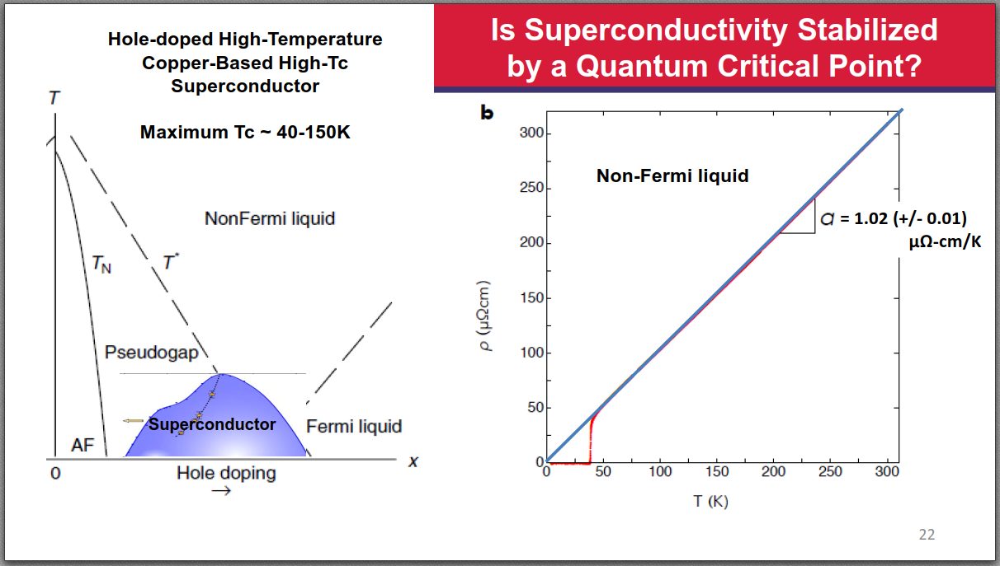 Hole-doped High-Temperature
Copper-Based High-Tc
Superconductor
Maximum Tc ~ 40-150K
T
NonFermi liquid
TN
T*
Pseudogap
Superconductor
Fermi liquid
AF
0
Hole doping
→
x
Is Superconductivity Stabilized
by a Quantum Critical Point?
b
Non-Fermi liquid
a = 1.02 (+/- 0.01)
μΩ-cm/K
300
250
200
150
100
50
0
ρ (μΩcm)
0 50 100 150 200 250 300
T (K)
22